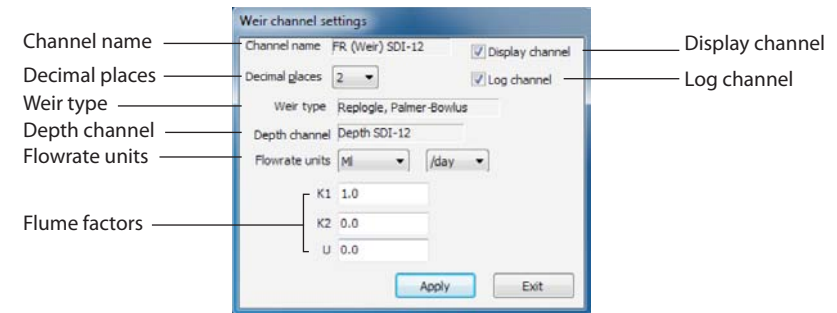 Weir channel settings
Channel name
Channel name FR (Weir) SDI-12
Display channel
Display channel
Decimal places
Decimal places 2
Log channel
Log channel
Weir type
Weir type Replogle, Palmer-Bowlus
Depth channel
Depth channel Depth SDI-12
Flowrate units
Flowrate units Ml /day
Flume factors
K1 1.0
K2 0.0
U 0.0
Apply Exit